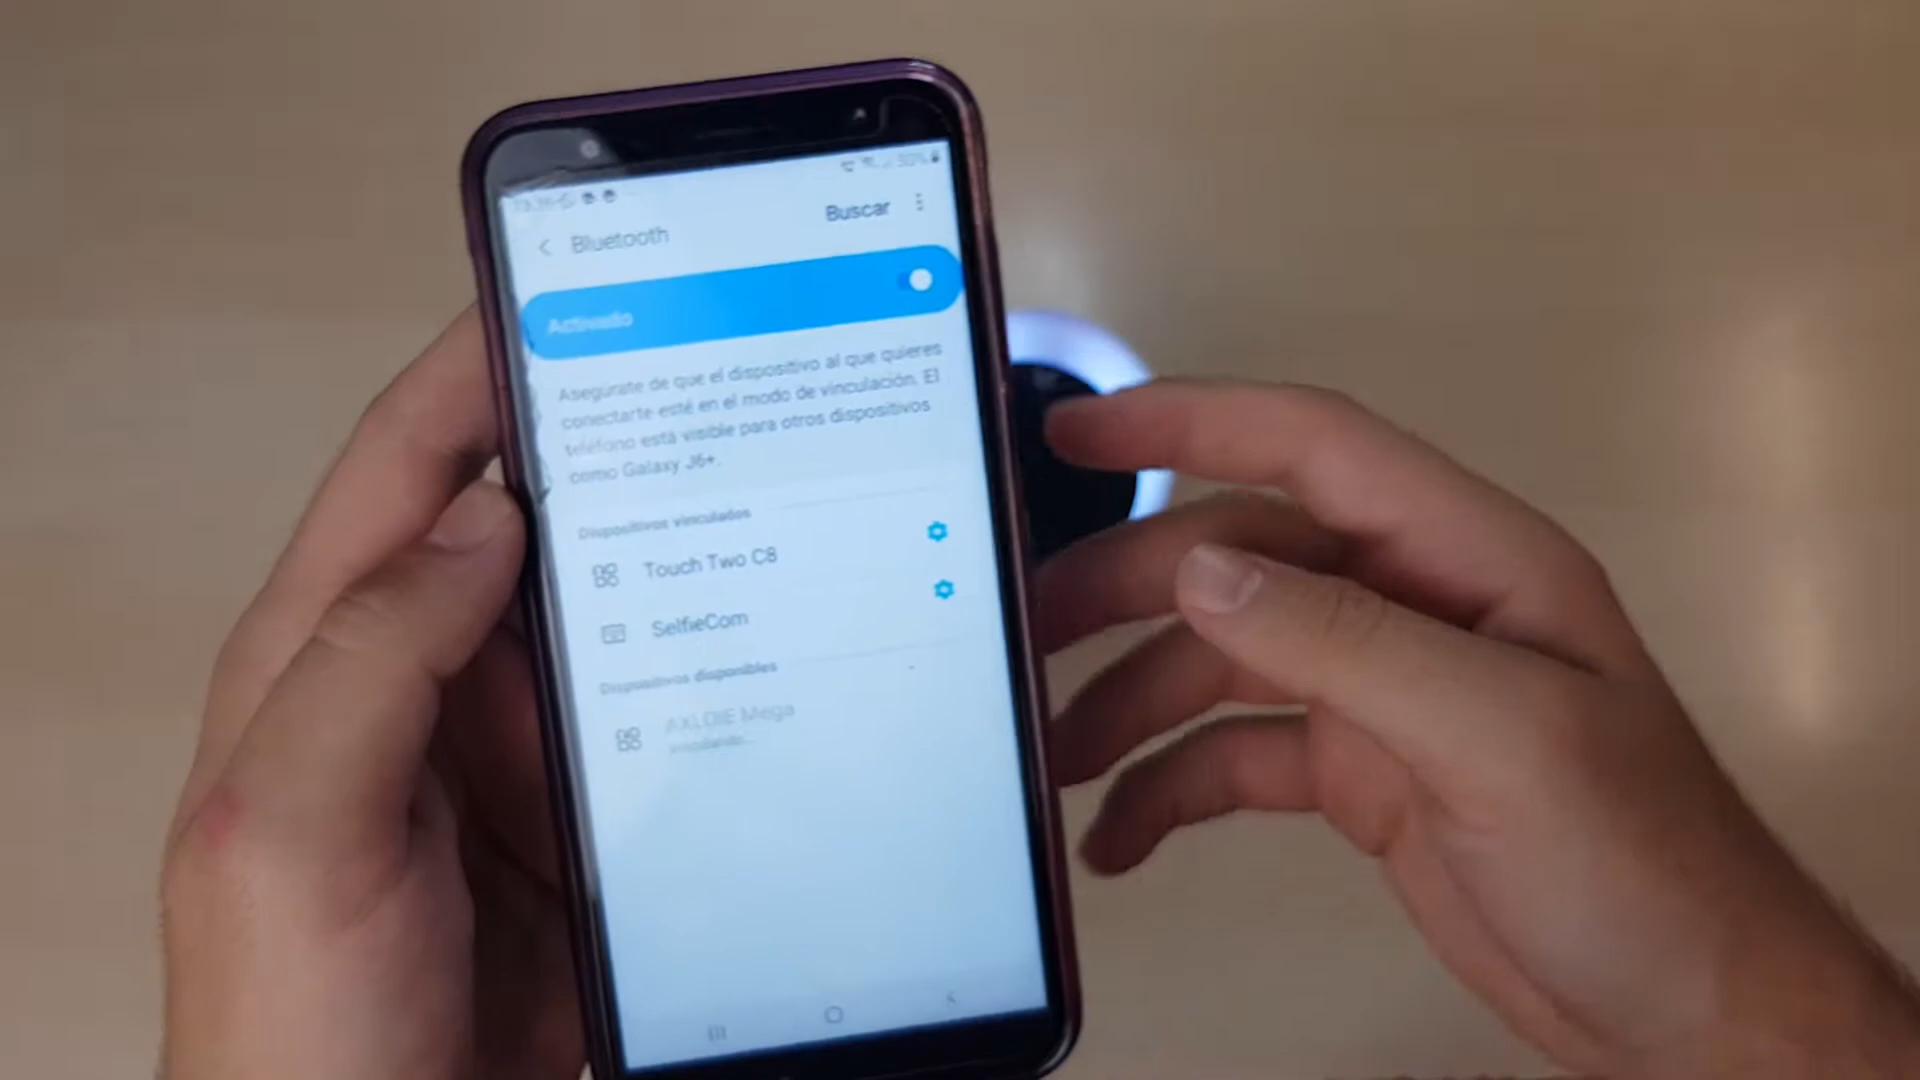 Buscar
Bluetooth
Activado
Asegúrate de que el dispositivo al que quieres
conectarte esté en el modo de vinculación. El
teléfono está visible para otros dispositivos
como Galaxy J6+.
Dispositivos vinculados
Touch Two C8
SelfieCom
Dispositivos disponibles
AXLOIE Mega